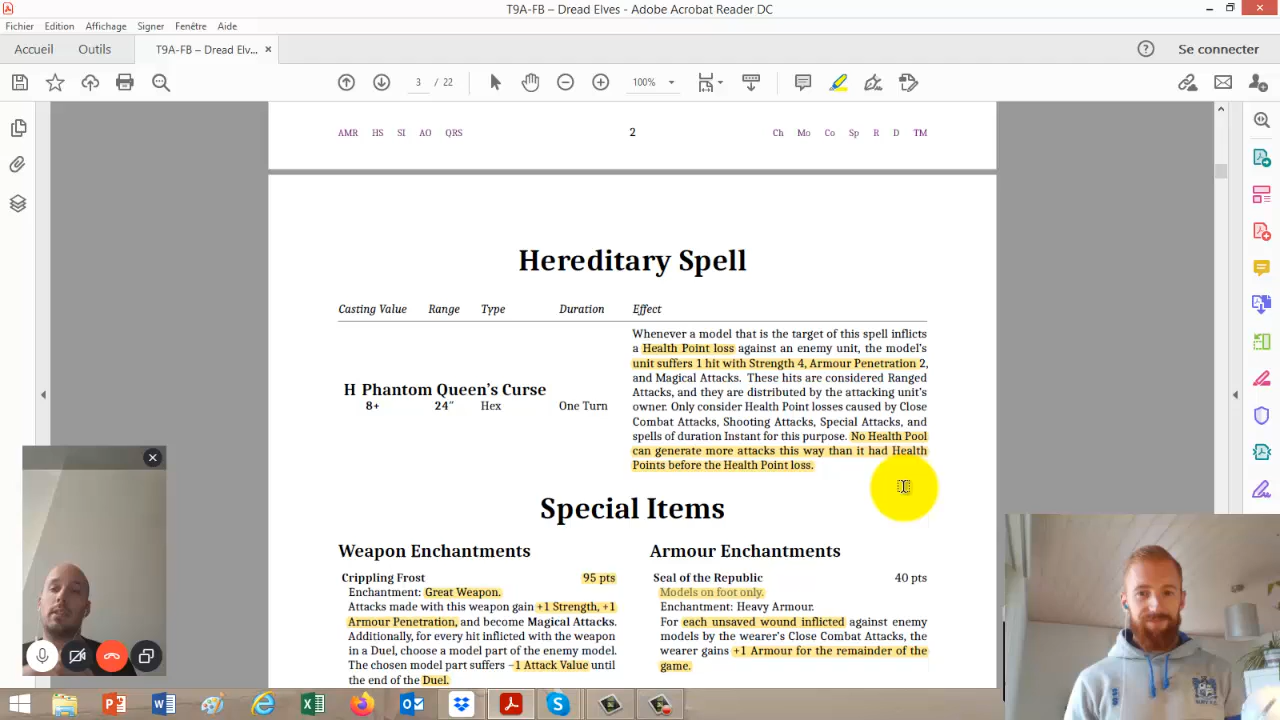 T9A-FB – Dread Elves - Adobe Acrobat Reader DC
Fichier Edition Affichage Signer Fenêtre Aide
Accueil Outils T9A-FB – Dread Elv... × Se connecter
3 / 22 100%
AMR HS SI AO QRS 2 Ch Mo Co Sp R D TM
Hereditary Spell
Casting Value Range Type Duration Effect
Whenever a model that is the target of this spell inflicts
a Health Point loss against an enemy unit, the model's
unit suffers 1 hit with Strength 4, Armour Penetration 2,
and Magical Attacks. These hits are considered Ranged
Attacks, and they are distributed by the attacking unit's
owner. Only consider Health Point losses caused by Close
Combat Attacks, Shooting Attacks, Special Attacks, and
spells of duration Instant for this purpose. No Health Pool
can generate more attacks this way than it had Health
Points before the Health Point loss.
H Phantom Queen's Curse
8+ 24″ Hex One Turn
Special Items
Weapon Enchantments
Crippling Frost 95 pts
Enchantment: Great Weapon.
Attacks made with this weapon gain +1 Strength, +1
Armour Penetration, and become Magical Attacks.
Additionally, for every hit inflicted with the weapon
in a Duel, choose a model part of the enemy model.
The chosen model part suffers –1 Attack Value until
the end of the Duel.
Armour Enchantments
Seal of the Republic 40 pts
Models on foot only.
Enchantment: Heavy Armour.
For each unsaved wound inflicted against enemy
models by the wearer's Close Combat Attacks, the
wearer gains +1 Armour for the remainder of the
game.